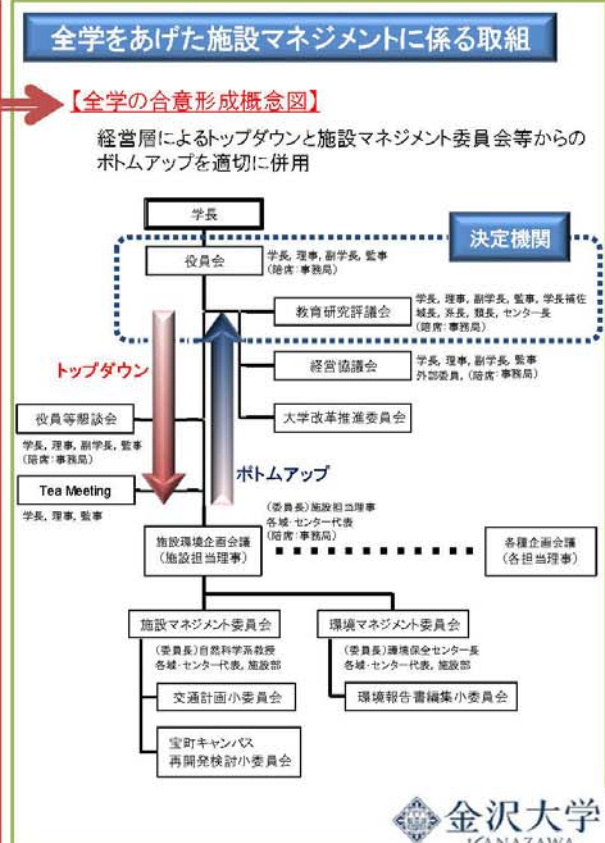 全学をあげた施設マネジメントに係る取組
【全学の合意形成概念図】
経営層によるトップダウンと施設マネジメント委員会等からの
ボトムアップを適切に併用
学長
決定機関
役員会
学長, 理事, 副学長, 監事
(陪席:事務局)
教育研究評議会
学長, 理事, 副学長, 監事, 学長補佐
域長, 系長, 類長, センター長
(陪席:事務局)
トップダウン
経営協議会
学長, 理事, 副学長, 監事
外部委員, (陪席:事務局)
役員等懇談会
学長, 理事, 副学長, 監事
(陪席:事務局)
大学改革推進委員会
Tea Meeting
学長, 理事, 監事
ボトムアップ
施設環境企画会議
(施設担当理事)
(委員長)施設担当理事
各域・センター代表
(陪席:事務局)
各種企画会議
(各担当理事)
施設マネジメント委員会
(委員長)自然科学系教授
各域・センター代表, 施設部
環境マネジメント委員会
(委員長)環境保全センター長
各域・センター代表, 施設部
交通計画小委員会
環境報告書編集小委員会
宝町キャンパス
再開発検討小委員会
金沢大学
KANAZAWA